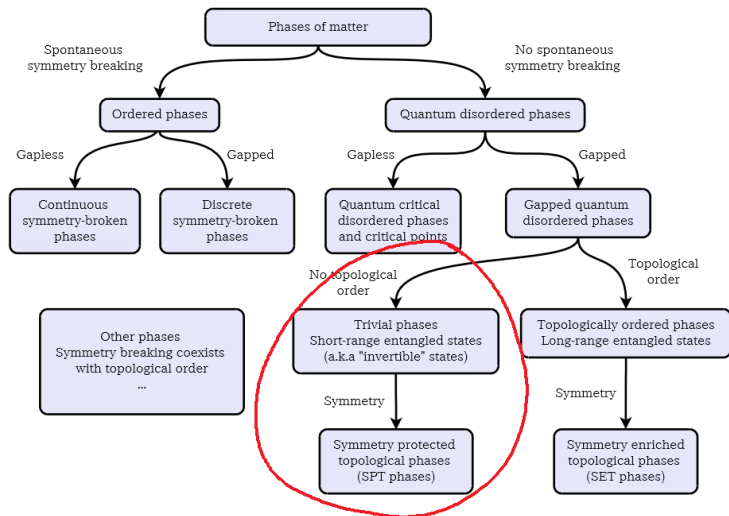 Phases of matter
Spontaneous
symmetry breaking
No spontaneous
symmetry breaking
Ordered phases
Quantum disordered phases
Gapless
Gapped
Gapless
Gapped
Continuous
symmetry-broken
phases
Discrete
symmetry-broken
phases
Quantum critical
disordered phases
and critical points
Gapped quantum
disordered phases
No topological
order
Topological
order
Other phases
Symmetry breaking coexists
with topological order
...
Trivial phases
Short-range entangled states
(a.k.a "invertible" states)
Topologically ordered phases
Long-range entangled states
Symmetry
Symmetry
Symmetry protected
topological phases
(SPT phases)
Symmetry enriched
topological phases
(SET phases)